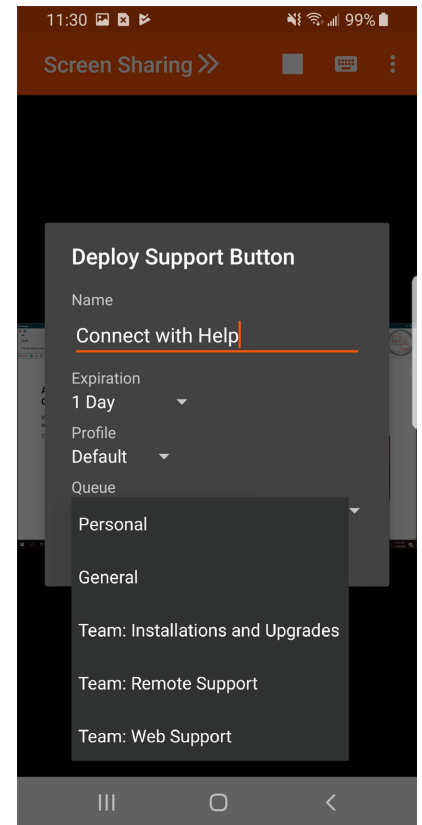 11:30 99%
Screen Sharing
Deploy Support Button
Name
Connect with Help
Expiration
1 Day
Profile
Default
Queue
Personal
General
Team: Installations and Upgrades
Team: Remote Support
Team: Web Support